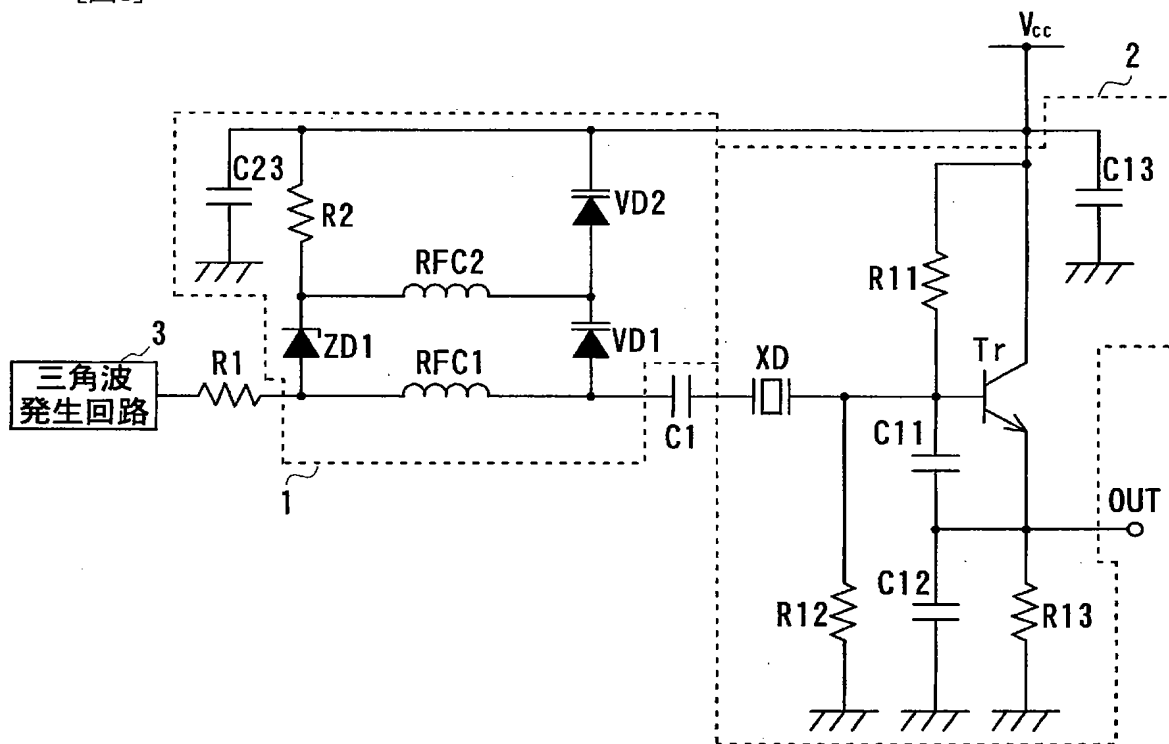 Vcc
2
C23
R2
VD2
C13
RFC2
R11
ZD1
VD1
3
三角波
発生回路
R1
RFC1
XD
Tr
C1
C11
1
OUT
C12
R12
R13